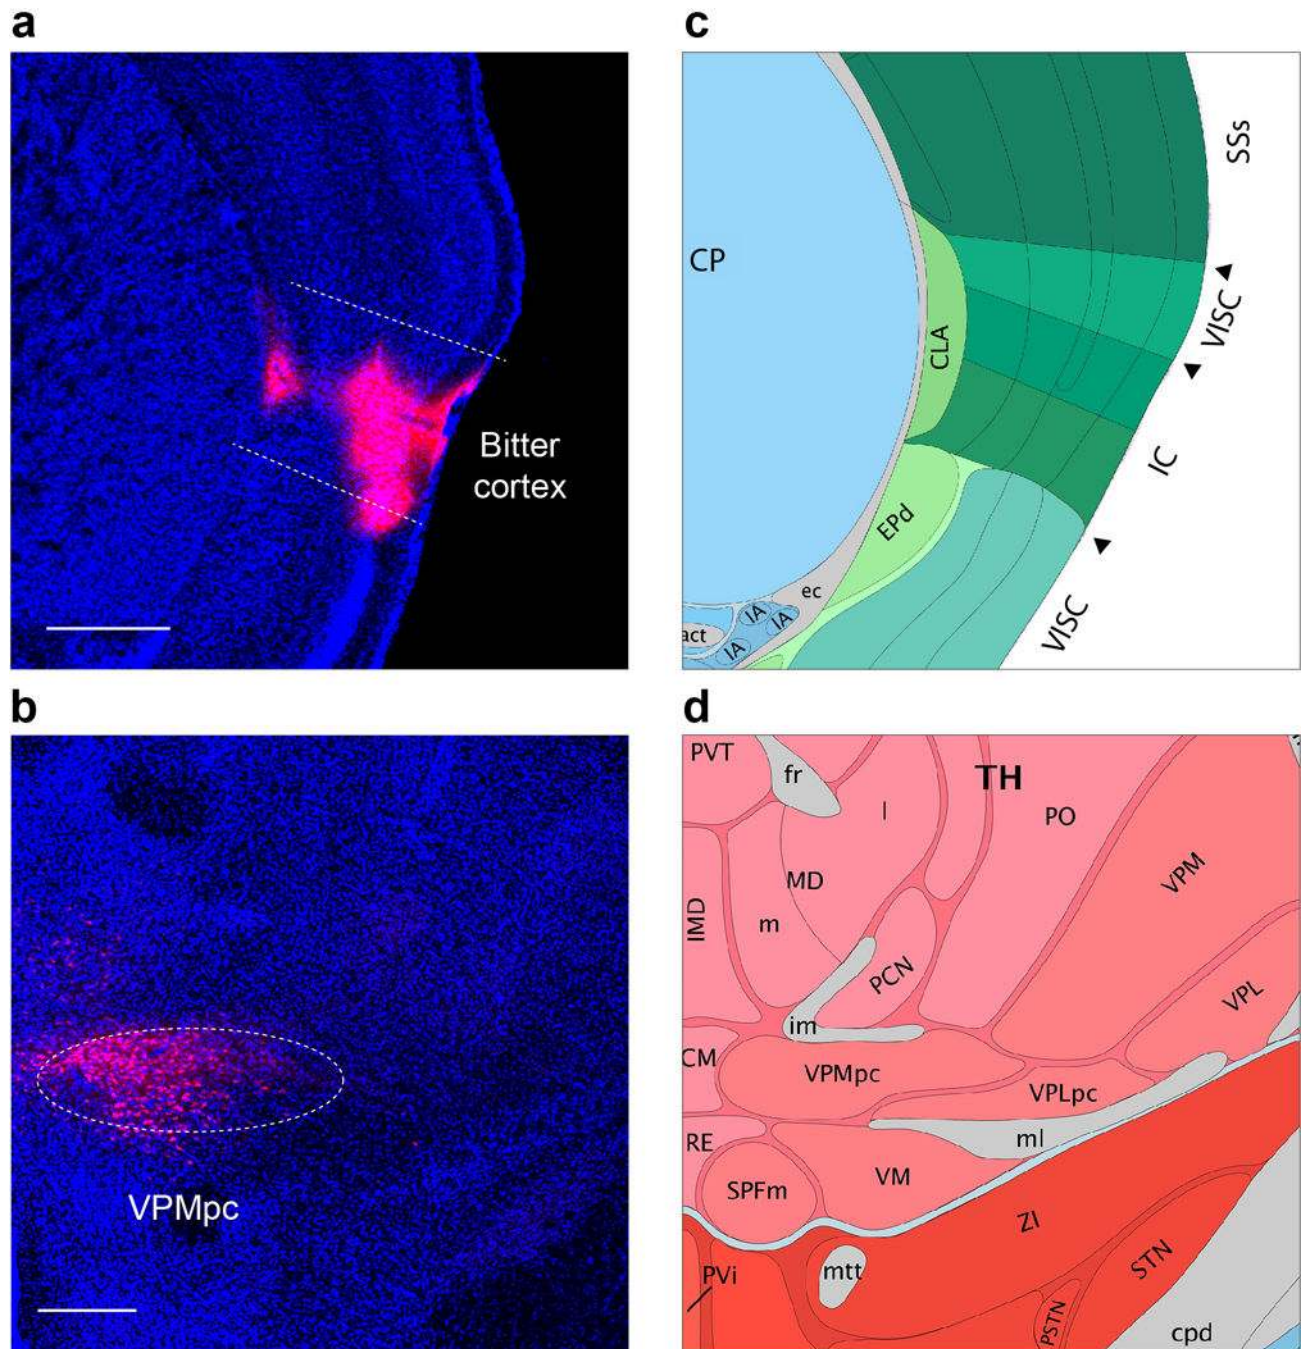 a
Bitter
cortex
c
CP
SSs
VISC
CLA
IC
EPd
ec
IA
IA
act
IA
VISC
b
VPMpc
d
PVT
fr
TH
l
PO
VPM
MD
IMD
m
PCN
VPL
im
CM
VPMpc
VPLpc
RE
ml
SPFm
VM
ZI
STN
PVi
mtt
PSTN
cpd